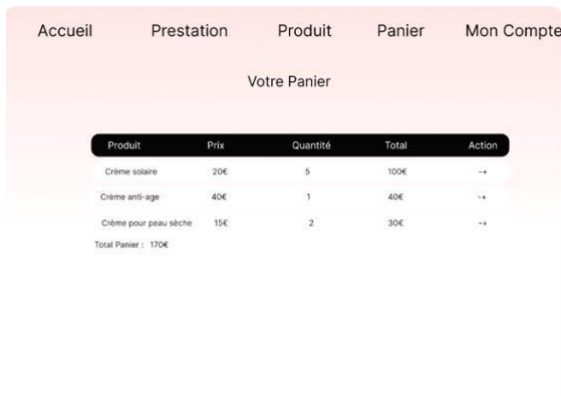 Accueil Prestation Produit Panier Mon Compte
Votre Panier
Produit Prix Quantité Total Action
Crème solaire 20€ 5 100€ -+
Crème anti-age 40€ 1 40€ -+
Crème pour peau sèche 15€ 2 30€ -+
Total Panier : 170€